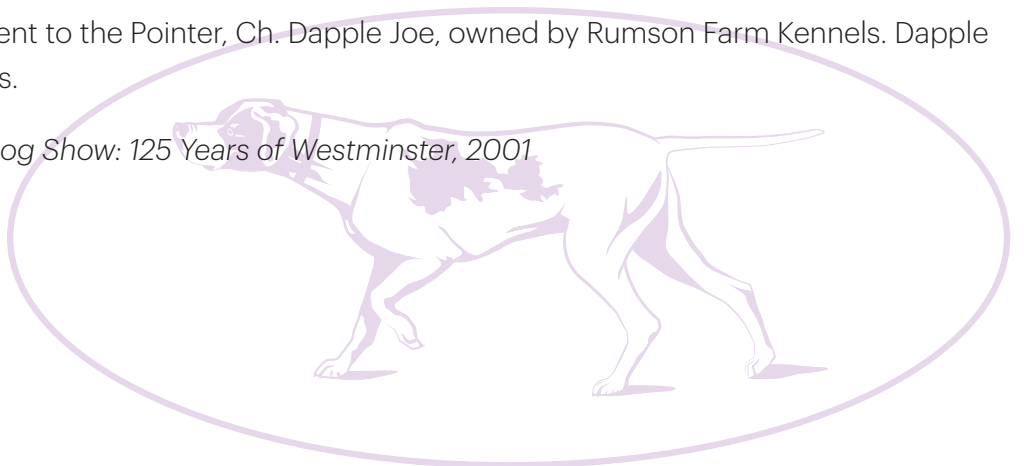 ent to the Pointer, Ch. Dapple Joe, owned by Rumson Farm Kennels. Dapple
s.
og Show: 125 Years of Westminster, 2001